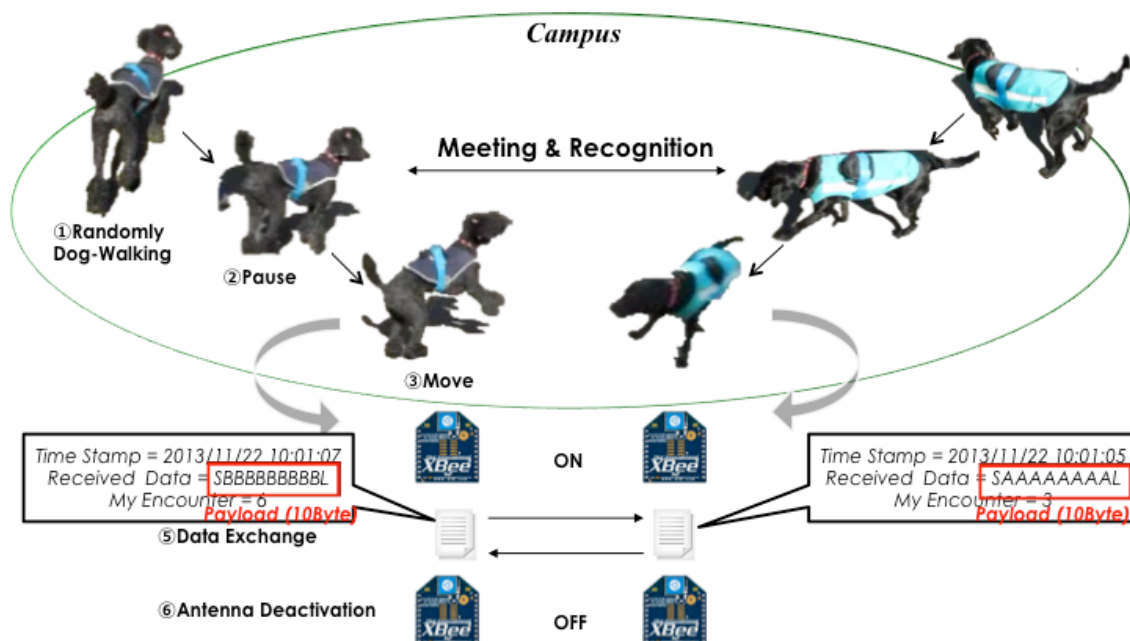 Campus
Meeting & Recognition
①Randomly
Dog-Walking
②Pause
③Move
XBee
XBee
ON
Time Stamp = 2013/11/22 10:01:07
Received Data = SBBBBBBBBBBL
My Encounter = 6
Payload (10Byte)
Time Stamp = 2013/11/22 10:01:05
Received Data = SAAAAAAAAAL
My Encounter = 3
Payload (10Byte)
⑤Data Exchange
⑥Antenna Deactivation
XBee
XBee
OFF